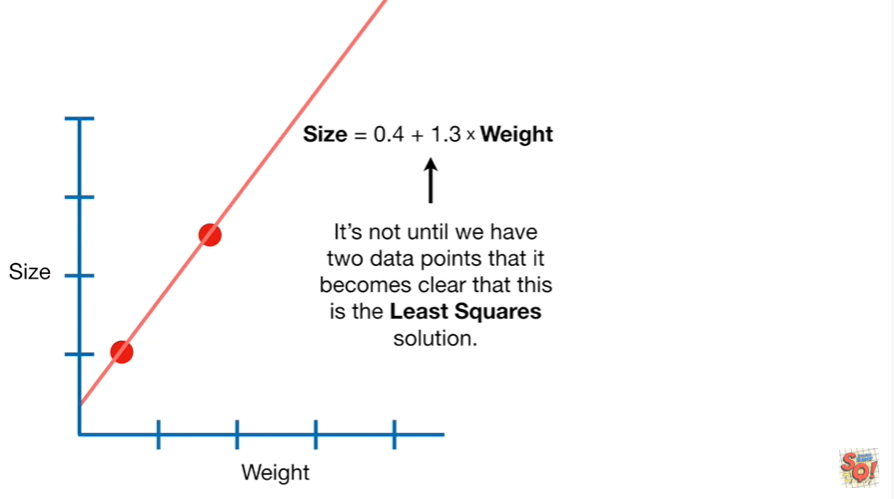 Size = 0.4 + 1.3 × Weight
It's not until we have
two data points that it
becomes clear that this
is the Least Squares
solution.
Size
Weight
SQ!